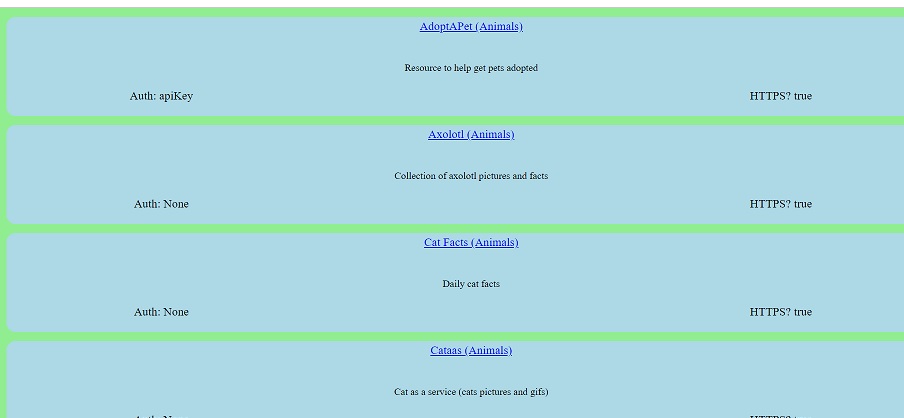 AdoptAPet (Animals)
Resource to help get pets adopted
Auth: apiKey HTTPS? true
Axolotl (Animals)
Collection of axolotl pictures and facts
Auth: None HTTPS? true
Cat Facts (Animals)
Daily cat facts
Auth: None HTTPS? true
Cataas (Animals)
Cat as a service (cats pictures and gifs)